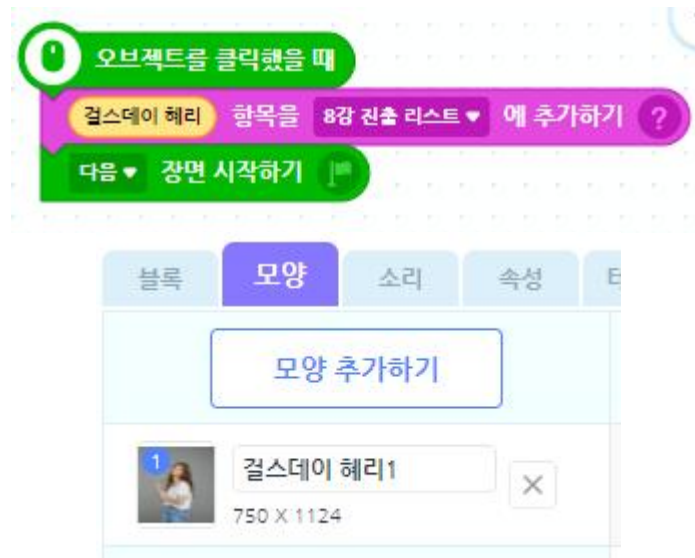 오브젝트를 클릭했을 때
걸스데이 혜리 항목을 8강 진출 리스트▼ 에 추가하기 ?
다음▼ 장면 시작하기
블록 모양 소리 속성
모양 추가하기
1
걸스데이 혜리1
750 X 1124